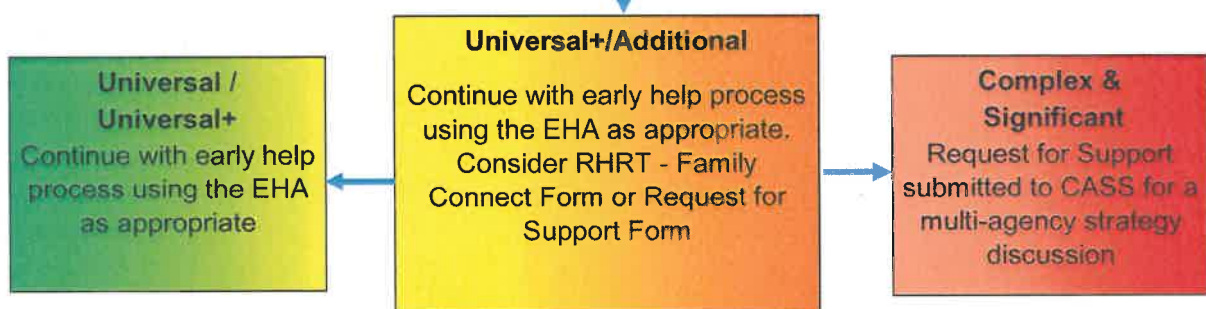 Universal /
Universal+
Continue with early help
process using the EHA
as appropriate
Universal+/Additional
Continue with early help process
using the EHA as appropriate.
Consider RHRT - Family
Connect Form or Request for
Support Form
Complex &
Significant
Request for Support
submitted to CASS for a
multi-agency strategy
discussion